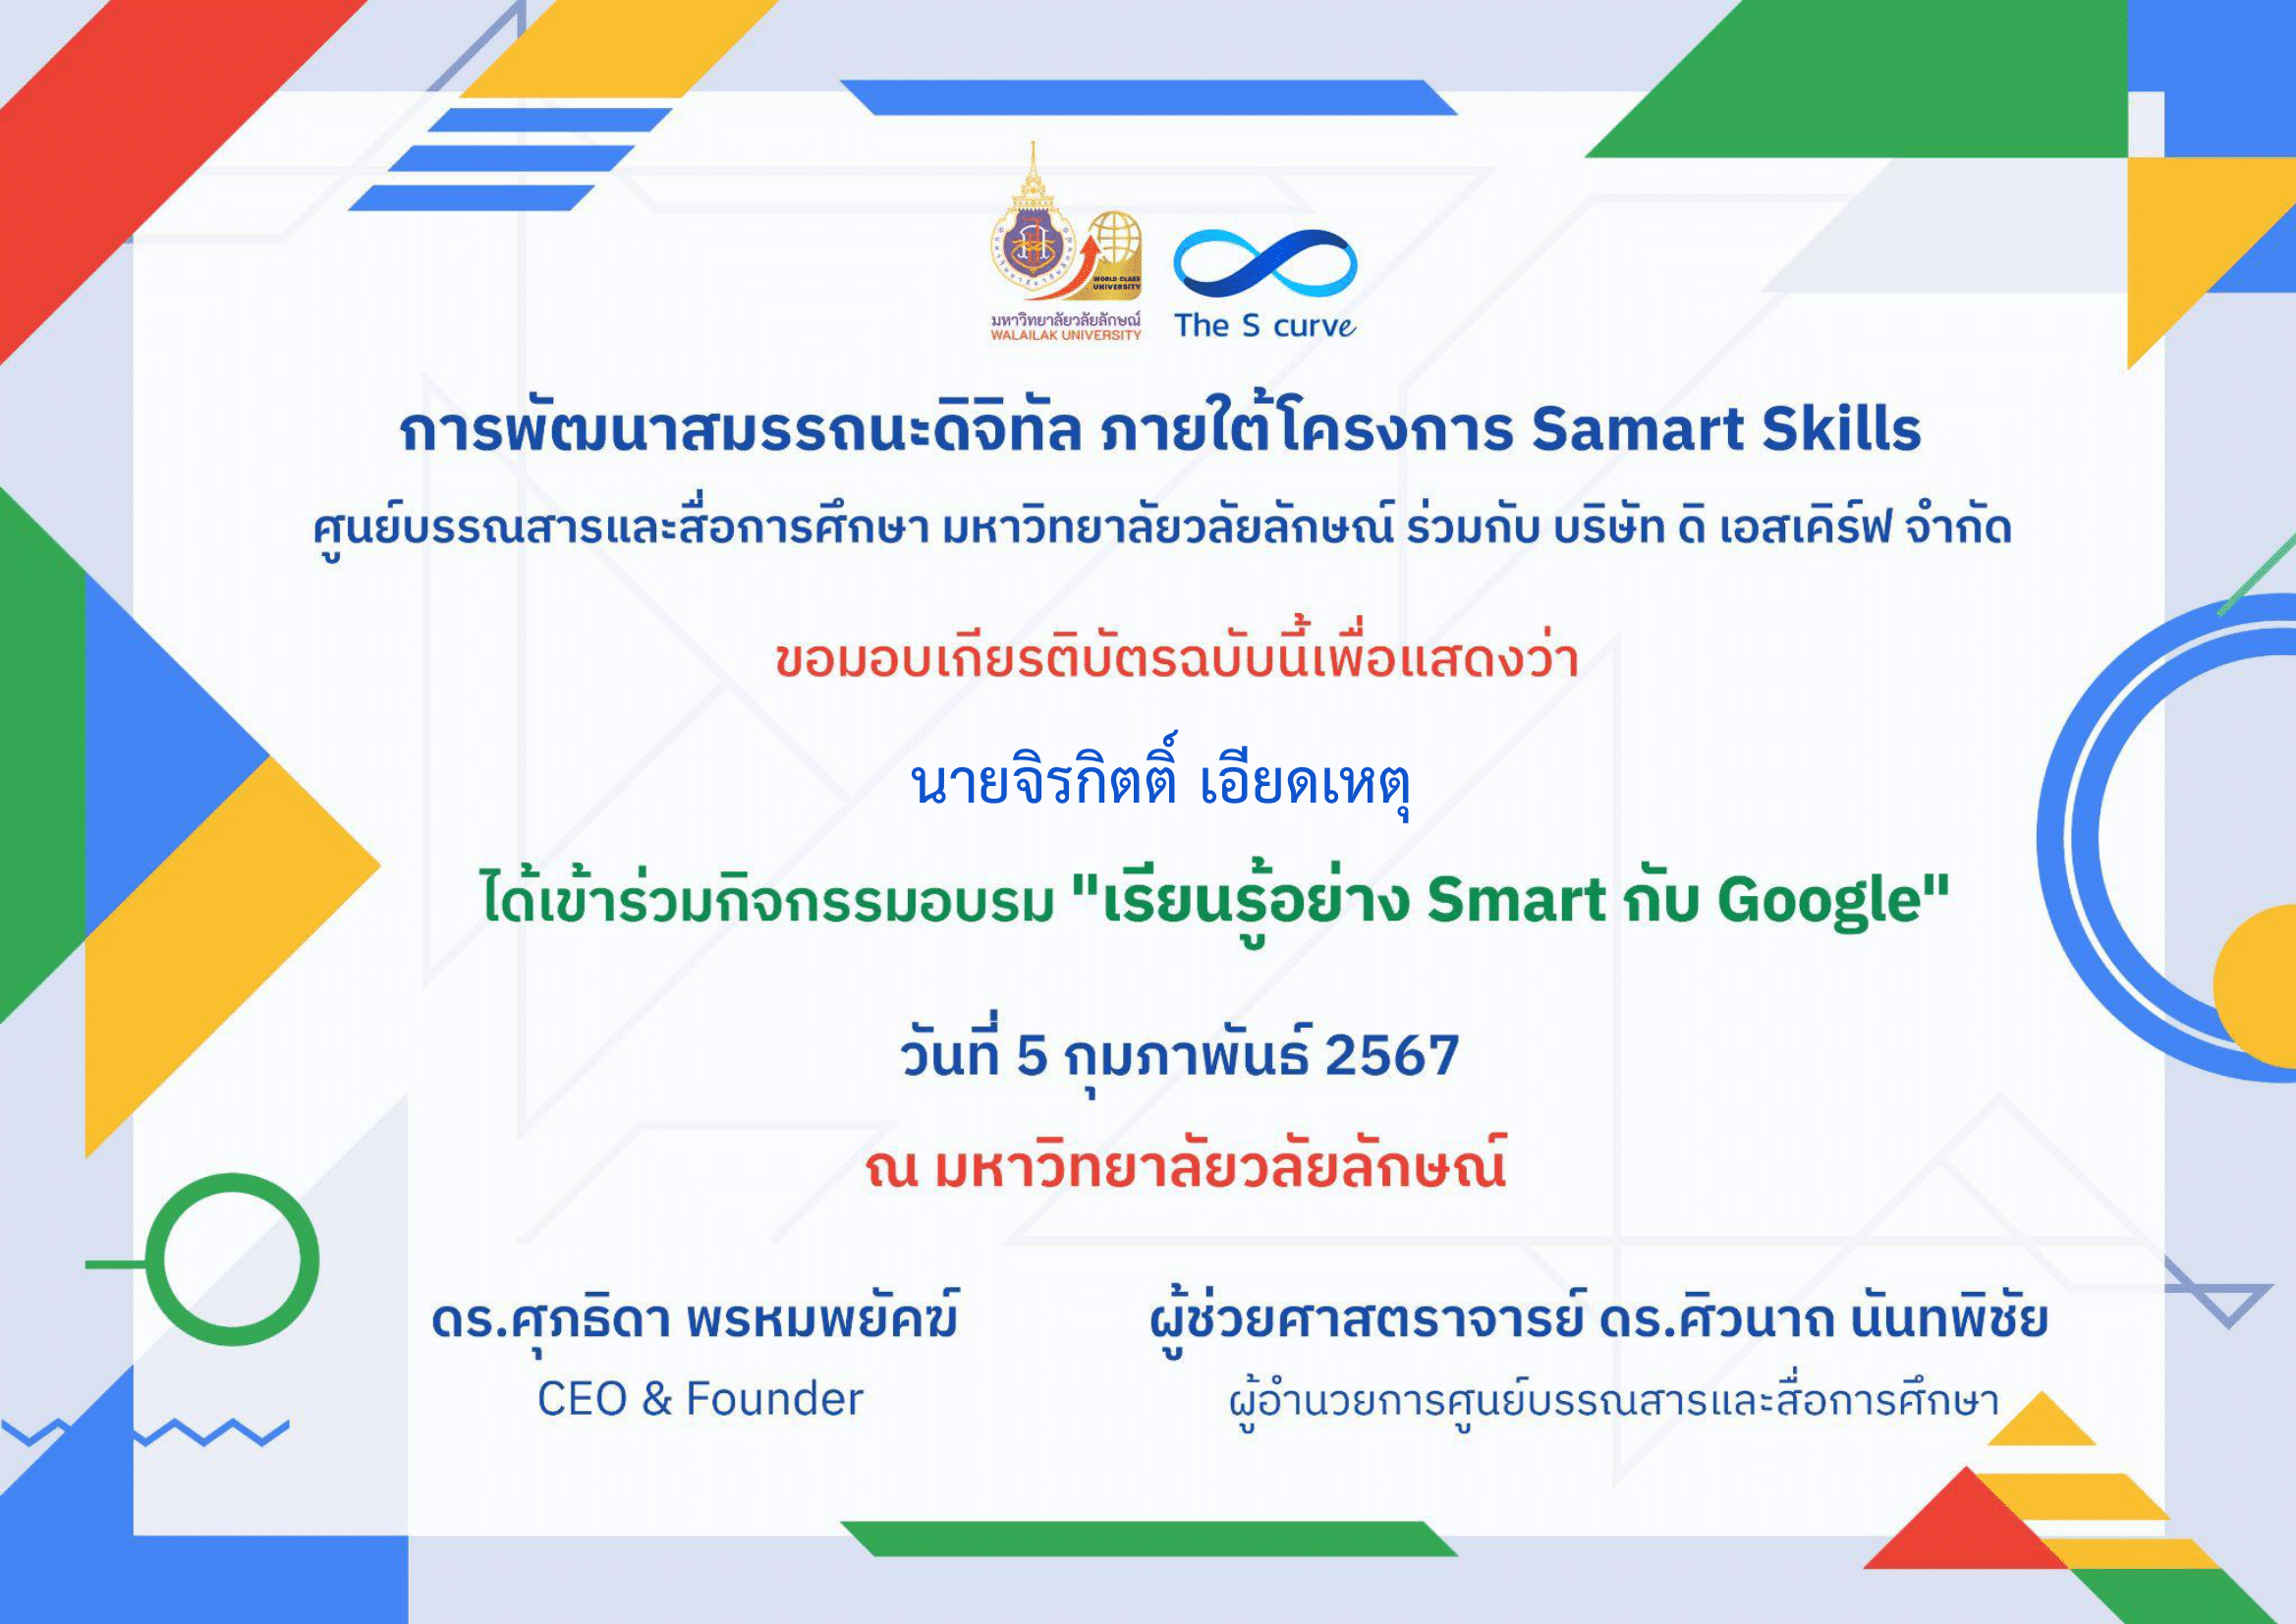 WORLD CLASS
UNIVERSITY
มหาวิทยาลัยวลัยลักษณ์
WALAILAK UNIVERSITY
The S curve
การพัฒนาสมรรถนะดิจิทัล ภายใต้โครงการ Samart Skills
ศูนย์บรรณสารและสื่อการศึกษา มหาวิทยาลัยวลัยลักษณ์ ร่วมกับ บริษัท ดิ เอสเคิร์ฟ จำกัด
ขอมอบเกียรติบัตรฉบับนี้เพื่อแสดงว่า
นายจิรกิตติ์ เอียดเหตุ
ได้เข้าร่วมกิจกรรมอบรม "เรียนรู้อย่าง Smart กับ Google"
วันที่ 5 กุมภาพันธ์ 2567
ณ มหาวิทยาลัยวลัยลักษณ์
ดร.ศุภธิดา พรหมพยัคฆ์
CEO & Founder
ผู้ช่วยศาสตราจารย์ ดร.ศิวนาถ นันทพิชัย
ผู้อำนวยการศูนย์บรรณสารและสื่อการศึกษา